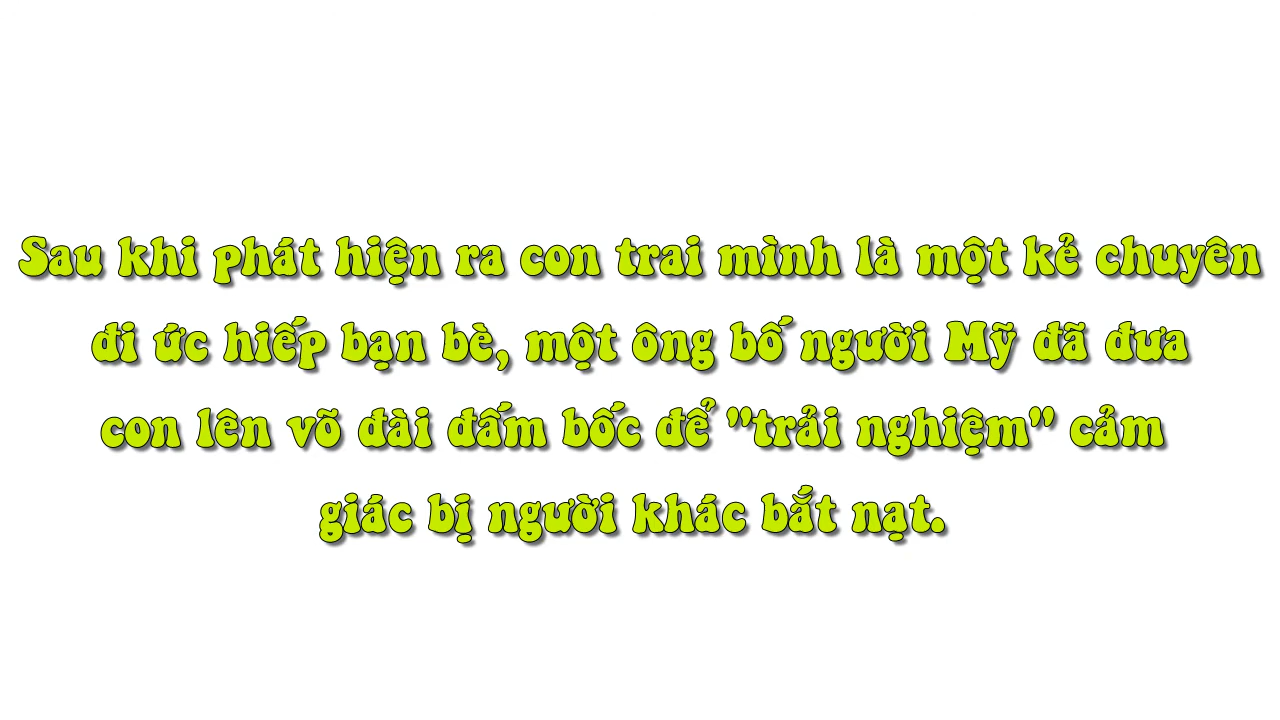 Sau khi phát hiện ra con trai mình là một kẻ chuyên
đi ức hiếp bạn bè, một ông bố người Mỹ đã đưa
con lên võ đài đấm bốc để "trải nghiệm" cảm
giác bị người khác bắt nạt.